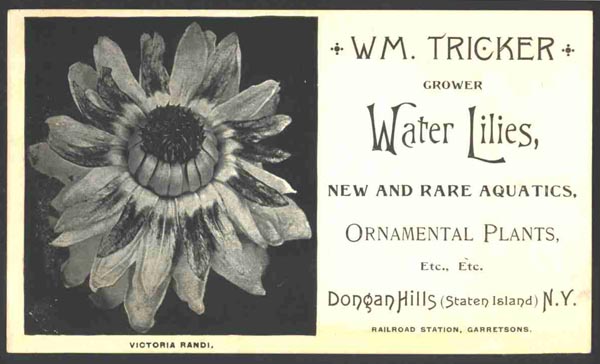 WM. TRICKER
GROWER
Water Lilies,
NEW AND RARE AQUATICS,
ORNAMENTAL PLANTS,
ETC., ETC.
Dongan Hills (Staten Island) N.Y.
RAILROAD STATION, GARRETSONS.
VICTORIA RANDI.